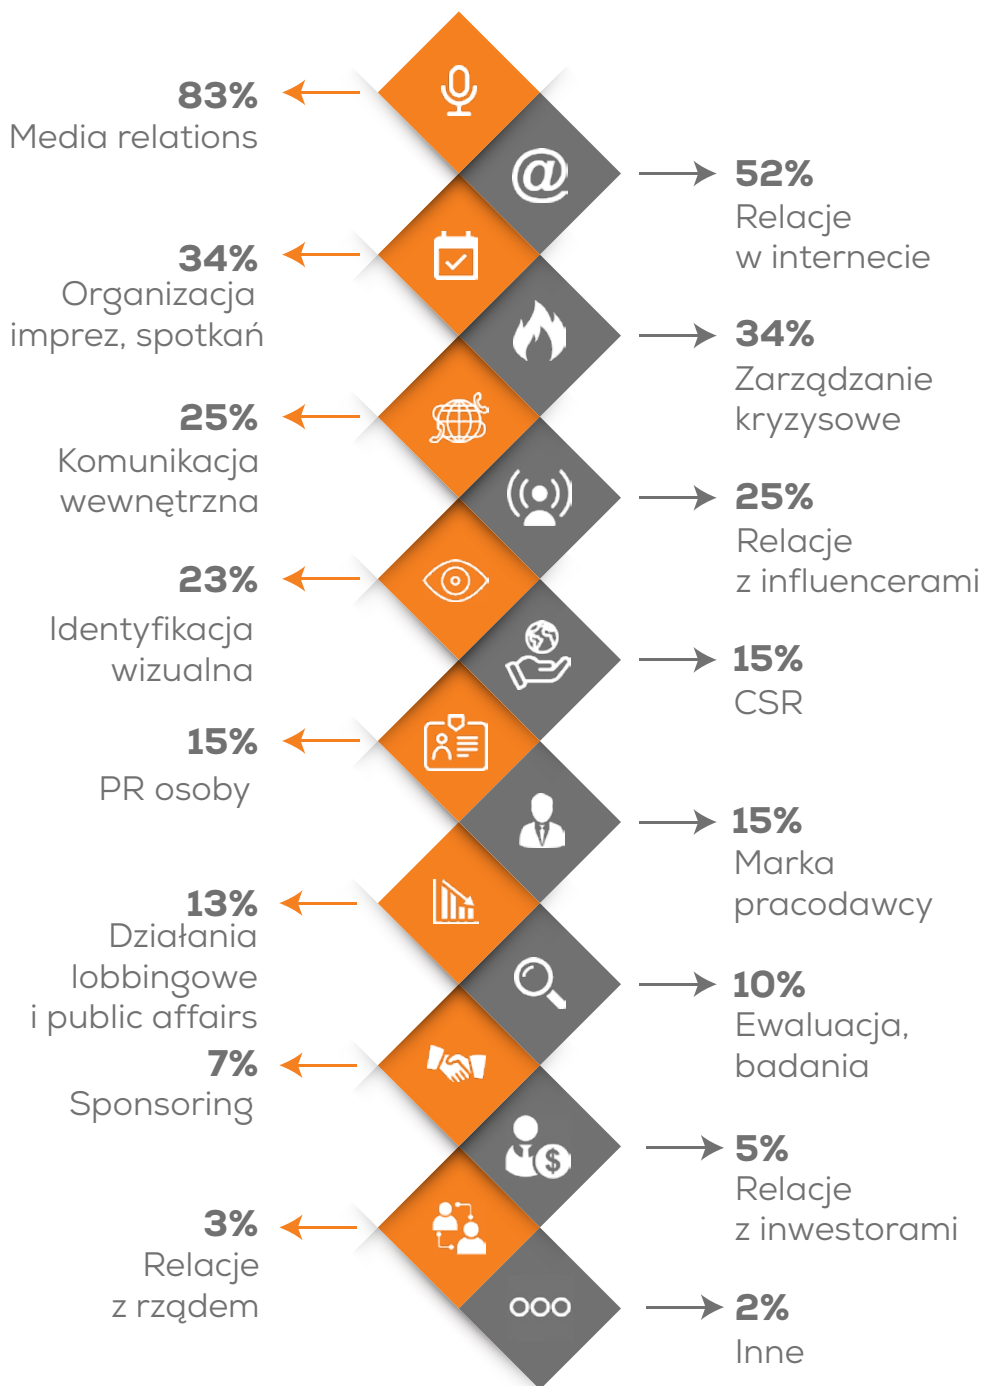 83%
Media relations
@
52%
Relacje
w internecie
34%
Organizacja
imprez, spotkań
34%
Zarządzanie
kryzysowe
25%
Komunikacja
wewnętrzna
25%
Relacje
z influencerami
23%
Identyfikacja
wizualna
15%
CSR
15%
PR osoby
15%
Marka
pracodawcy
13%
Działania
lobbingowe
i public affairs
10%
Ewaluacja,
badania
7%
Sponsoring
$
5%
Relacje
z inwestorami
3%
Relacje
z rządem
2%
Inne